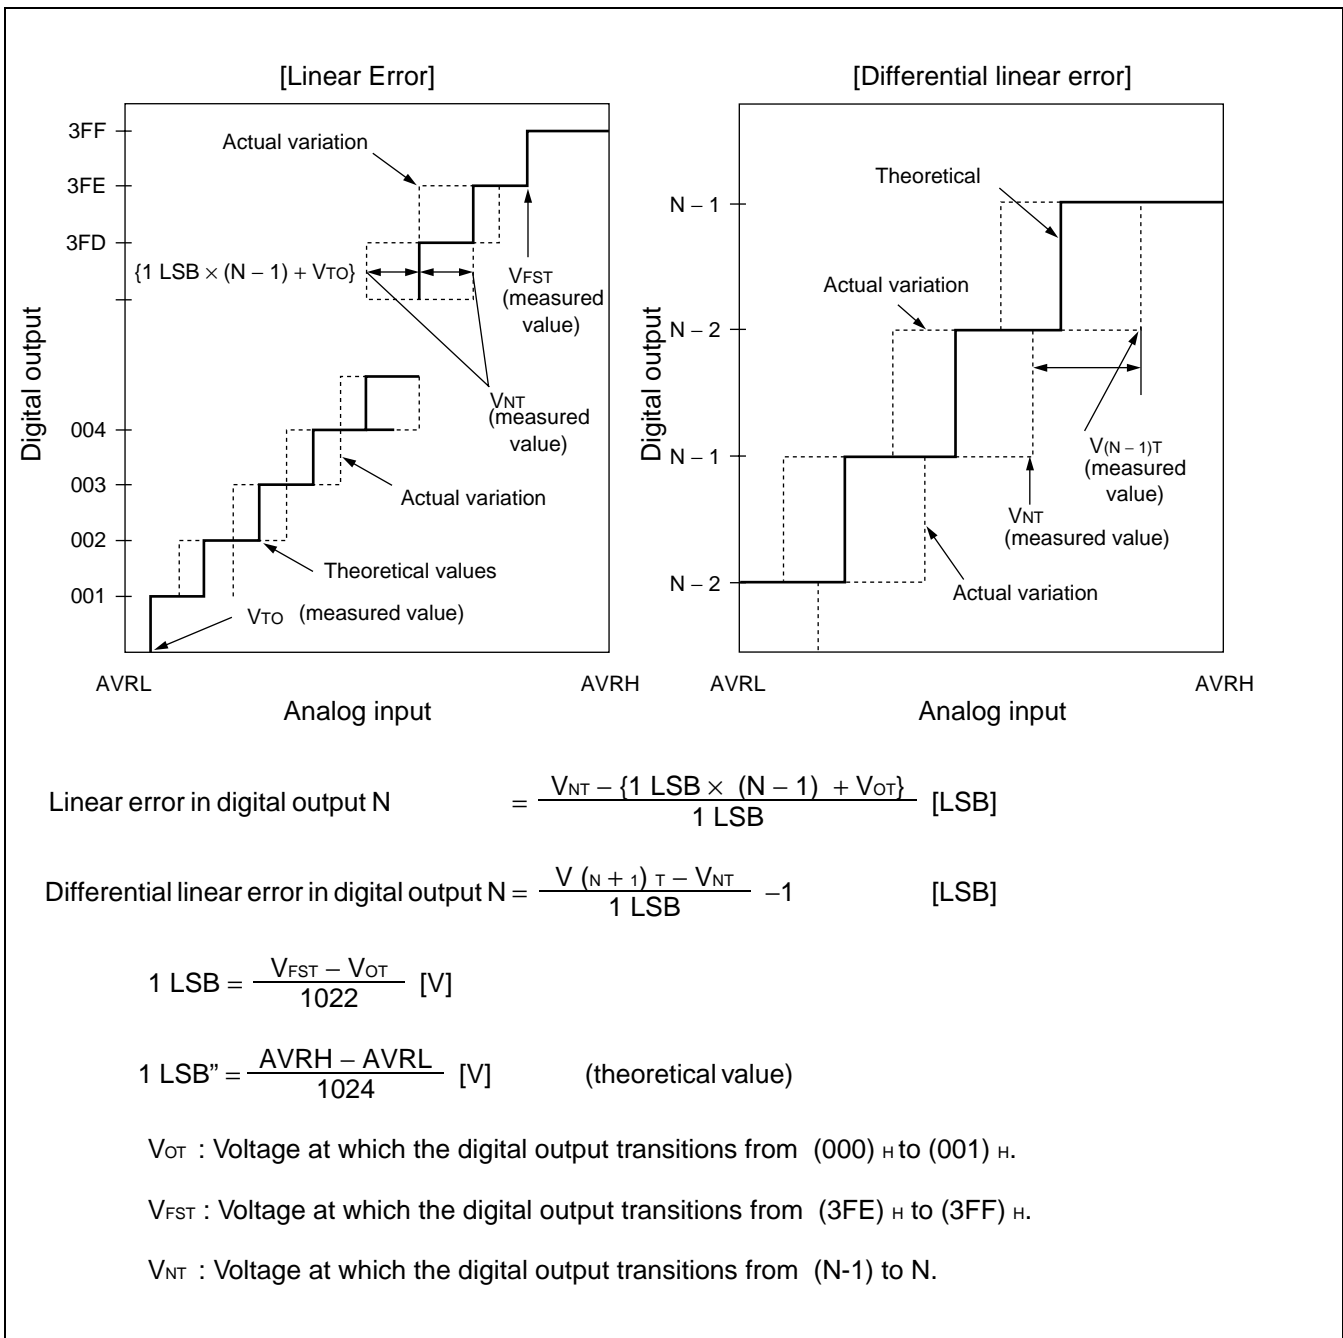 [Linear Error]
3FF
3FE
3FD
Actual variation
{1 LSB × (N – 1) + VTO}
VFST
(measured
value)
VNT
(measured
value)
Digital output
004
003
002
001
Actual variation
Theoretical values
VTO (measured value)
AVRL
AVRH
Analog input
[Differential linear error]
Theoretical
N – 1
Actual variation
N – 2
Digital output
N – 1
V(N – 1)T
(measured
value)
VNT
(measured value)
N – 2
Actual variation
AVRL
AVRH
Analog input
Linear error in digital output N = VNT – {1 LSB × (N – 1) + VOT}
1 LSB
[LSB]
Differential linear error in digital output N = V (N + 1) T – VNT
1 LSB
–1 [LSB]
1 LSB = VFST – VOT
1022
[V]
1 LSB” = AVRH – AVRL
1024
[V] (theoretical value)
VOT : Voltage at which the digital output transitions from (000) H to (001) H.
VFST : Voltage at which the digital output transitions from (3FE) H to (3FF) H.
VNT : Voltage at which the digital output transitions from (N-1) to N.